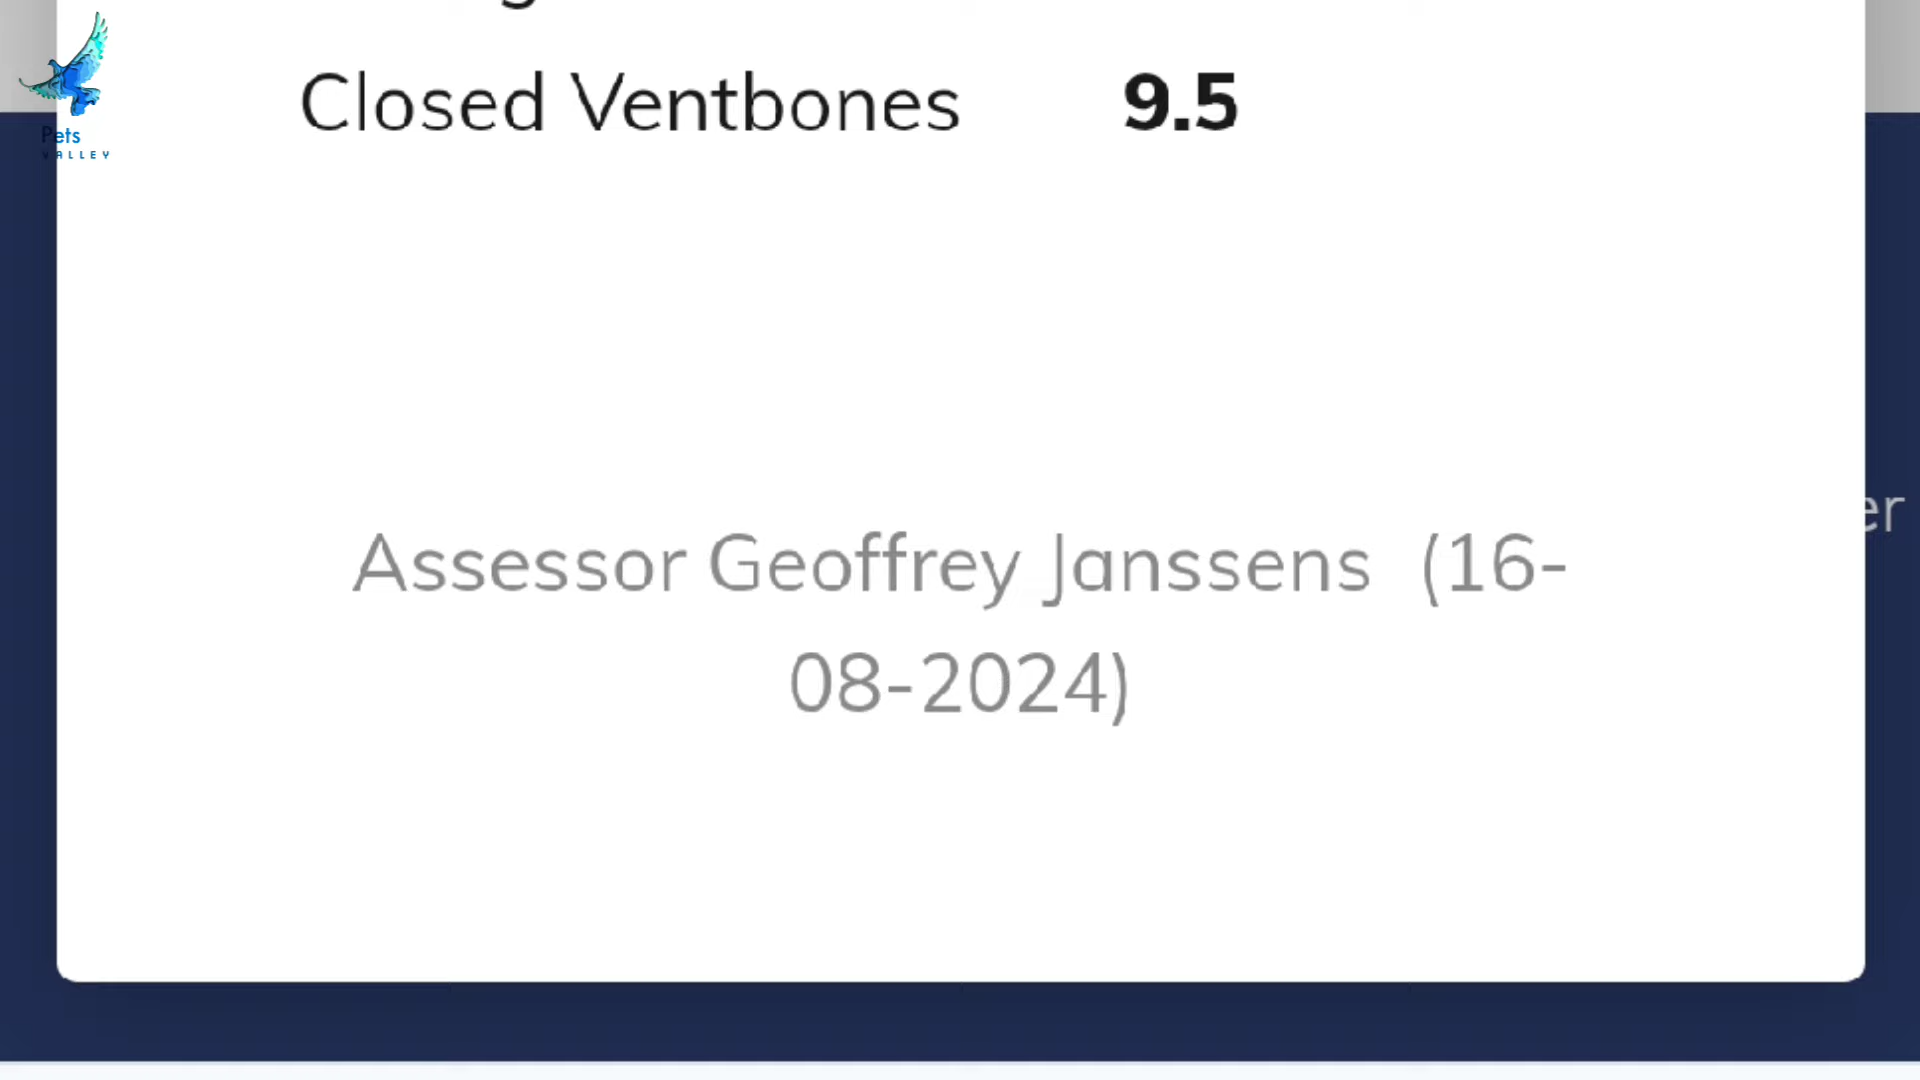 Closed Ventbones 9.5
Assessor Geoffrey Janssens (16-
08-2024)
er
Pets
VALLEY